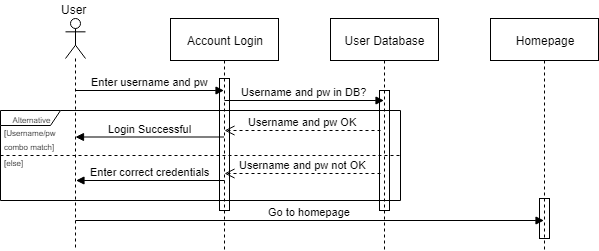 User
Account Login
User Database
Homepage
Enter username and pw
Username and pw in DB?
Alternative
Username and pw OK
[Username/pw
combo match]
Login Successful
[else]
Username and pw not OK
Enter correct credentials
Go to homepage